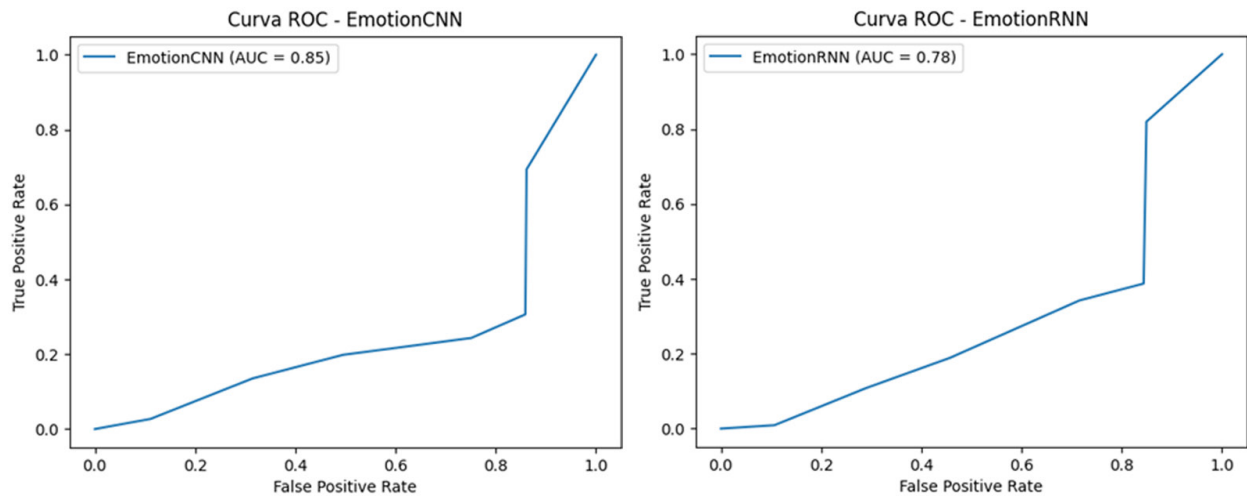 Curva ROC - EmotionCNN
EmotionCNN (AUC = 0.85)
True Positive Rate
1.0
0.8
0.6
0.4
0.2
0.0
0.0 0.2 0.4 0.6 0.8 1.0
False Positive Rate
Curva ROC - EmotionRNN
EmotionRNN (AUC = 0.78)
True Positive Rate
1.0
0.8
0.6
0.4
0.2
0.0
0.0 0.2 0.4 0.6 0.8 1.0
False Positive Rate